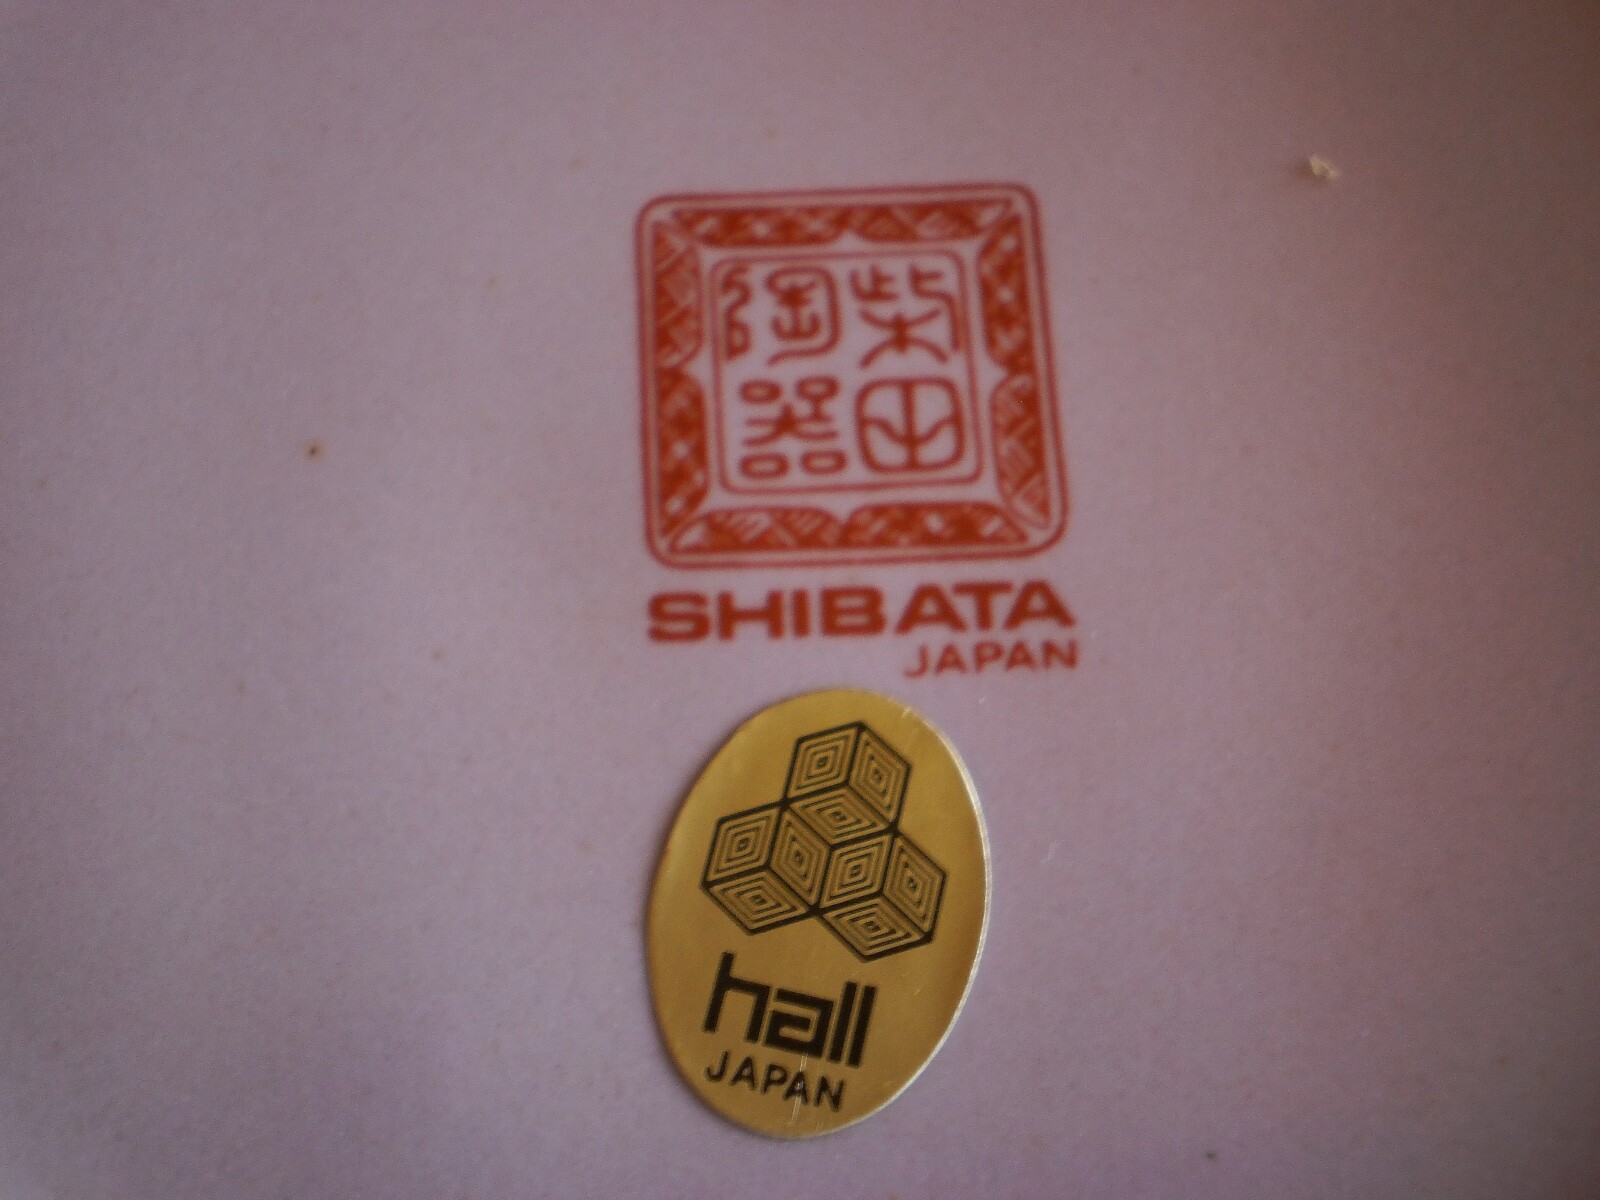 柴田
陶器
SHIBATA
JAPAN
hall
JAPAN